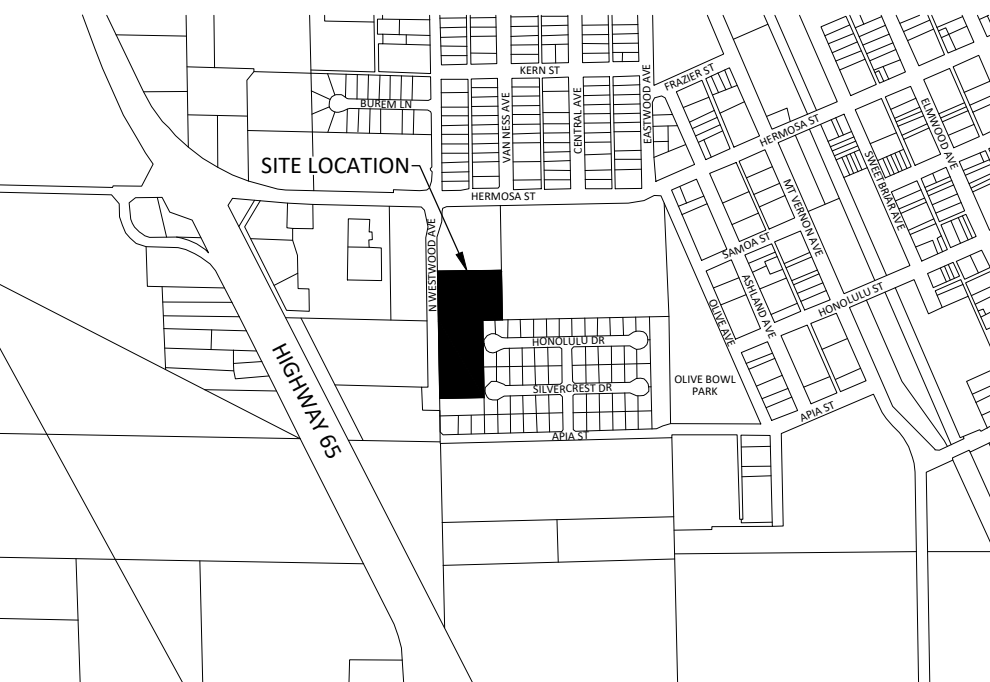 KERN ST
FRAZIER ST
BUREM LN
VAN NESS AVE
CENTRAL AVE
EASTWOOD AVE
HERMOSA ST
ELMWOOD AVE
SITE LOCATION
SWEETBRIAR AVE
HERMOSA ST
MT VERNON AVE
N WESTWOOD AVE
SAMOA ST
HONOLULU ST
OLIVE AVE
ASHLAND AVE
HONOLULU DR
HIGHWAY 65
SILVERCREST DR
OLIVE BOWL
PARK
APIA ST
APIA ST